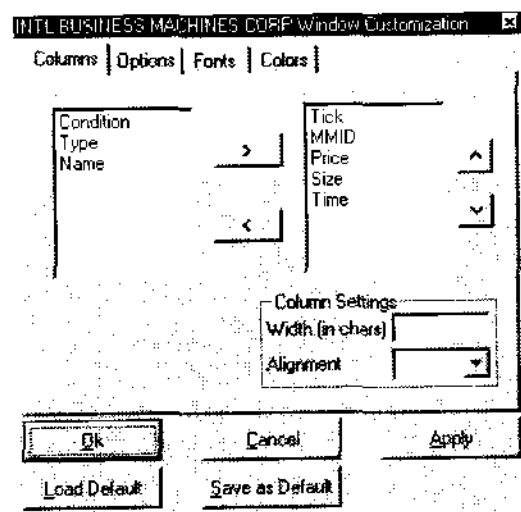 INTL BUSINESS MACHINES CORP Window Customization
Columns Options Fonts Colors
Condition
Type
Name
>
<
Tick
MMID
Price
Size
Time
Column Settings
Width (in chars)
Alignment
Ok Cancel Apply
Load Default Save as Default